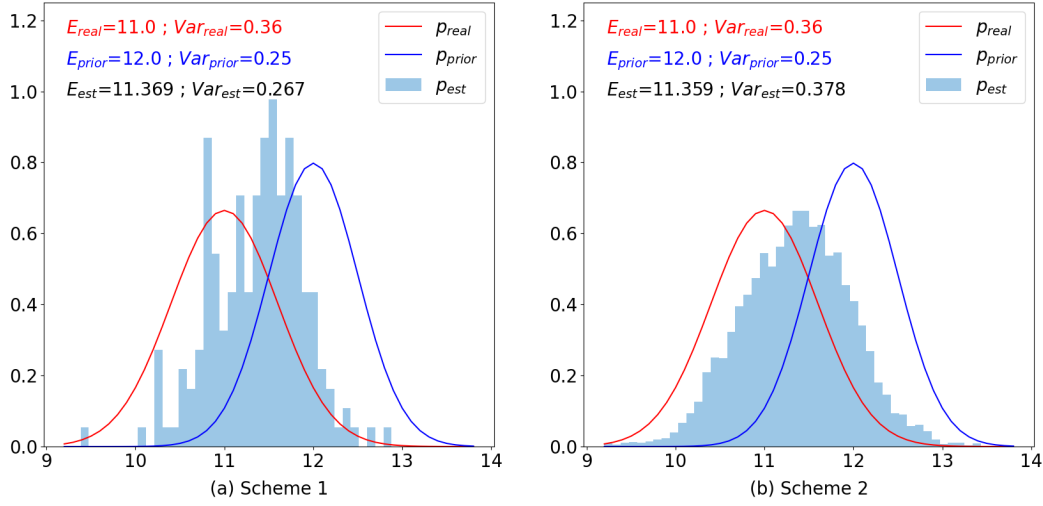 E_real=11.0 ; Var_real=0.36
E_prior=12.0 ; Var_prior=0.25
E_est=11.369 ; Var_est=0.267
p_real
p_prior
p_est
1.2
1.0
0.8
0.6
0.4
0.2
0.0
9 10 11 12 13 14
(a) Scheme 1
E_real=11.0 ; Var_real=0.36
E_prior=12.0 ; Var_prior=0.25
E_est=11.359 ; Var_est=0.378
p_real
p_prior
p_est
1.2
1.0
0.8
0.6
0.4
0.2
0.0
9 10 11 12 13 14
(b) Scheme 2